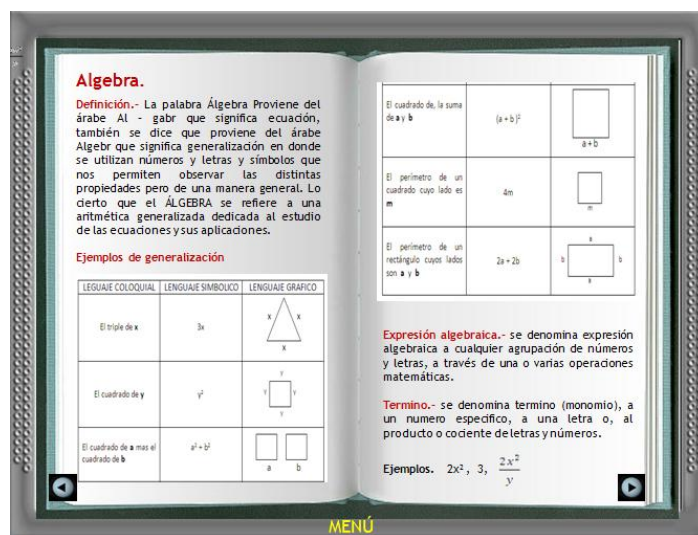 Algebra.
Definición.- La palabra Álgebra Proviene del
árabe Al - gabr que significa ecuación,
también se dice que proviene del árabe
Algebr que significa generalización en donde
se utilizan números y letras y símbolos que
nos permiten observar las distintas
propiedades pero de una manera general. Lo
cierto que el ÁLGEBRA se refiere a una
aritmética generalizada dedicada al estudio
de las ecuaciones y sus aplicaciones.
Ejemplos de generalización
LEGUAJE COLOQUIAL LENGUAJE SIMBOLICO LENGUAJE GRAFICO
El triple de x 3x x x
x
El cuadrado de y y² y y y
y
El cuadrado de a mas el
cuadrado de b a² + b² a b
El cuadrado de, la suma
de a y b (a + b)² a + b
El perímetro de un
cuadrado cuyo lado es
m 4m m
El perímetro de un
rectángulo cuyos lados
son a y b 2a + 2b a b b a
Expresión algebraica.- se denomina expresión
algebraica a cualquier agrupación de números
y letras, a través de una o varias operaciones
matemáticas.
Termino.- se denomina termino (monomio), a
un numero especifico, a una letra o, al
producto o cociente de letras y números.
Ejemplos. 2x² , 3, 2x²/y
MENÚ